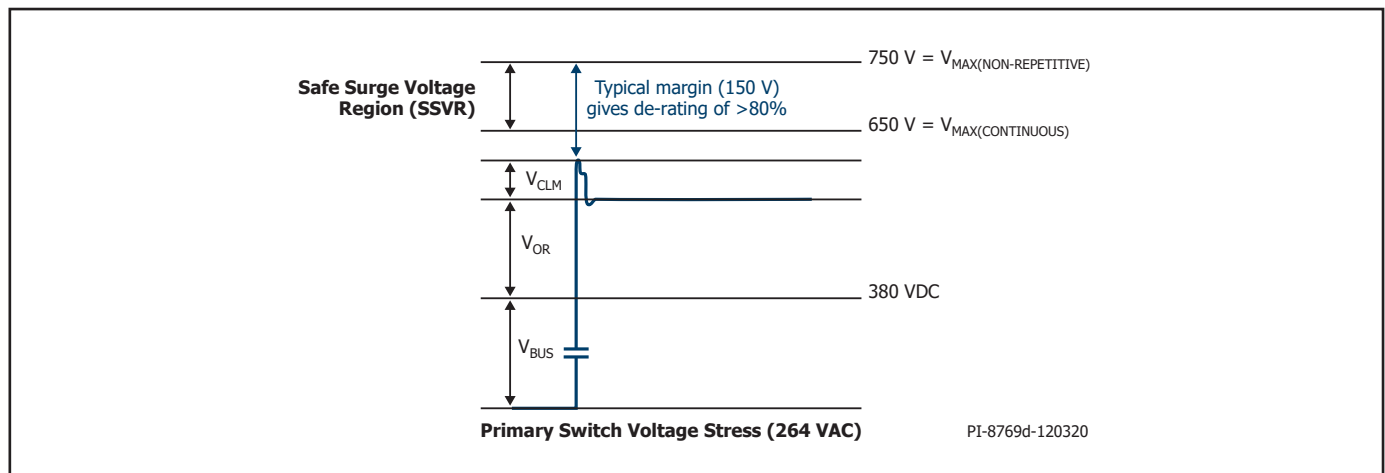 750 V = VMAX(NON-REPETITIVE)
Safe Surge Voltage
Region (SSVR)
Typical margin (150 V)
gives de-rating of >80%
650 V = VMAX(CONTINUOUS)
VCLM
VOR
380 VDC
VBUS
Primary Switch Voltage Stress (264 VAC)
PI-8769d-120320